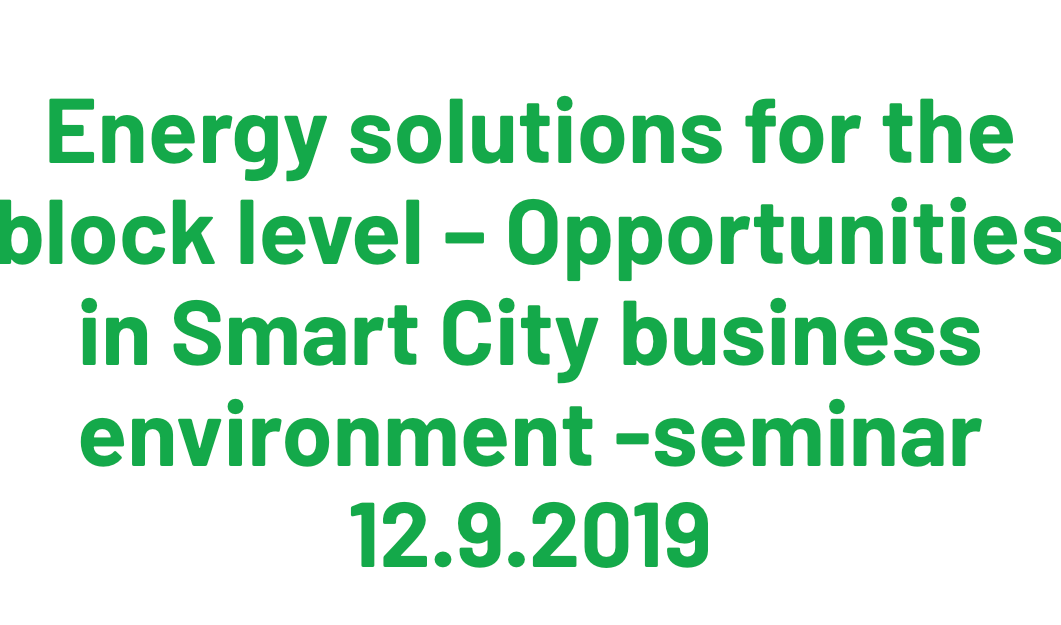 Energy solutions for the
block level – Opportunities
in Smart City business
environment -seminar
12.9.2019